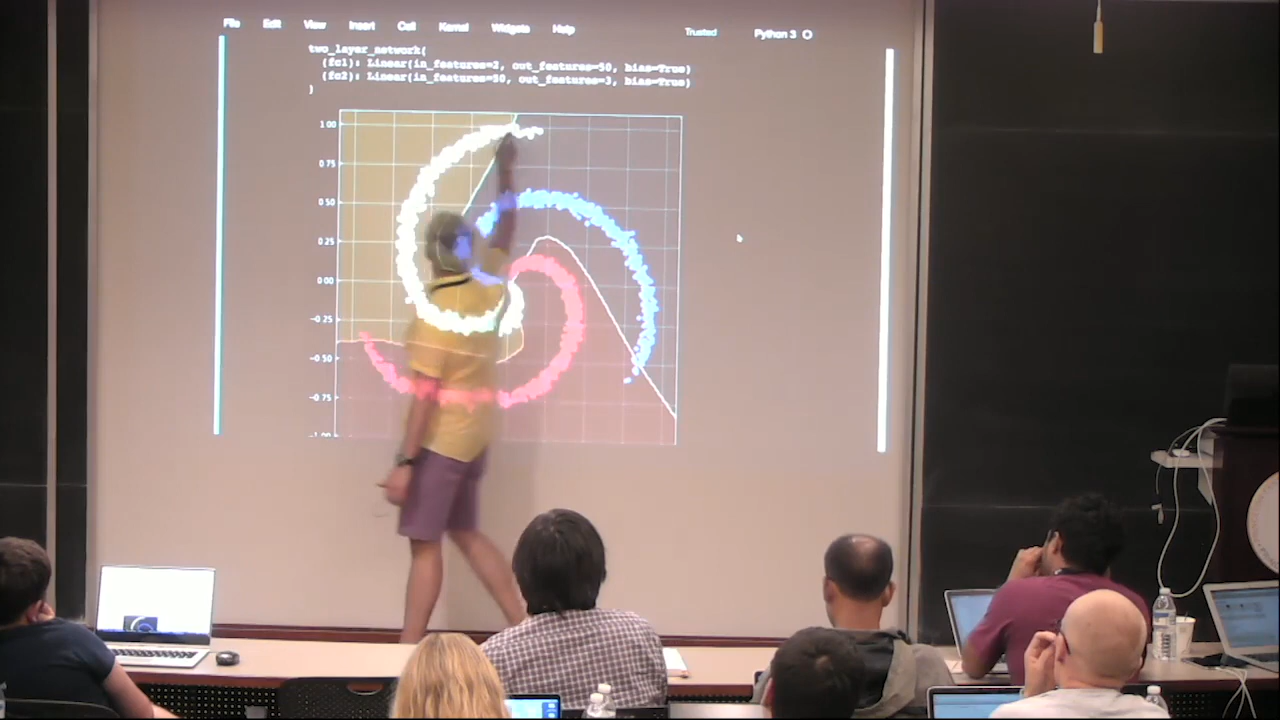 File Edit View Insert Cell Kernel Widgets Help Trusted Python 3
two_layer_network(
(fc1): Linear(in_features=2, out_features=50, bias=True)
(fc2): Linear(in_features=50, out_features=3, bias=True)
)
1.00
0.75
0.50
0.25
0.00
−0.25
−0.50
−0.75
−1.00